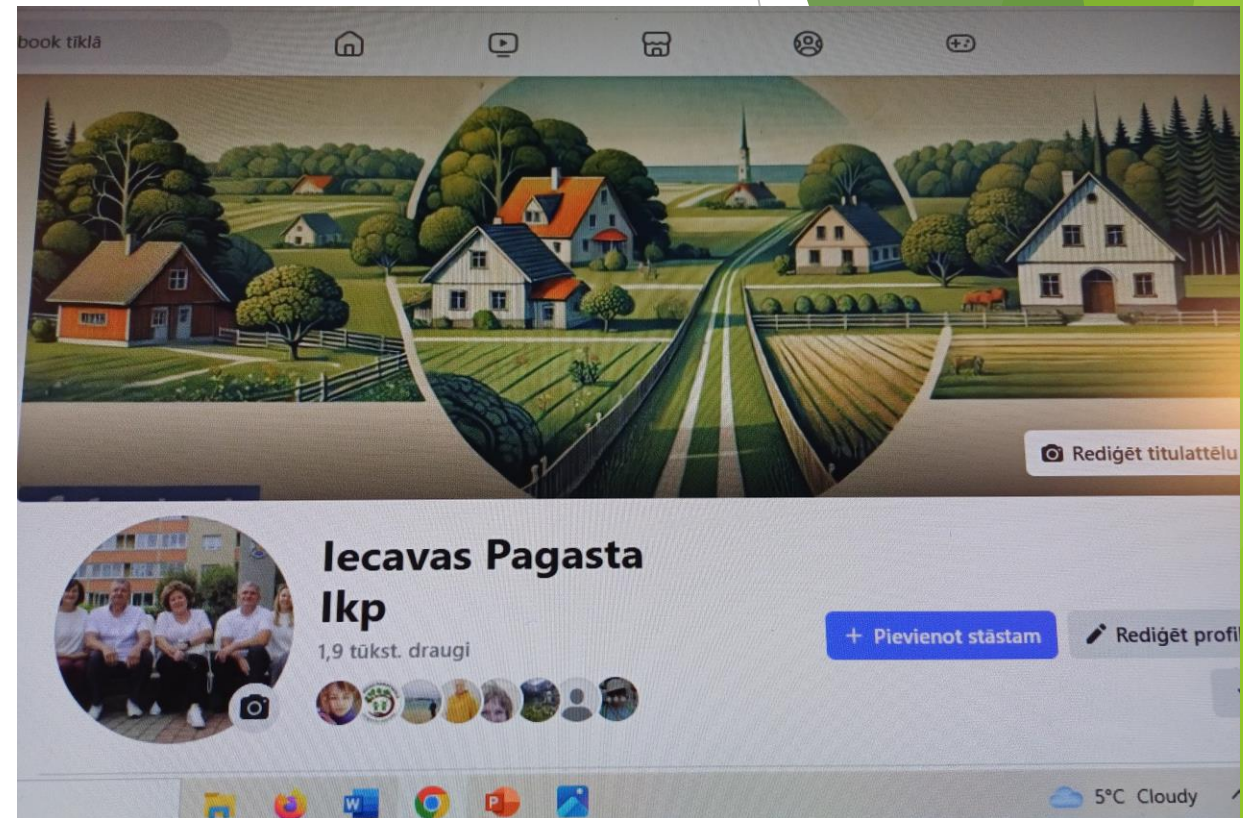 book tīklā
Rediģēt titulattēlu
Iecavas Pagasta
Ikp
1,9 tūkst. draugi
+ Pievienot stāstam
Rediģēt profi
5°C Cloudy